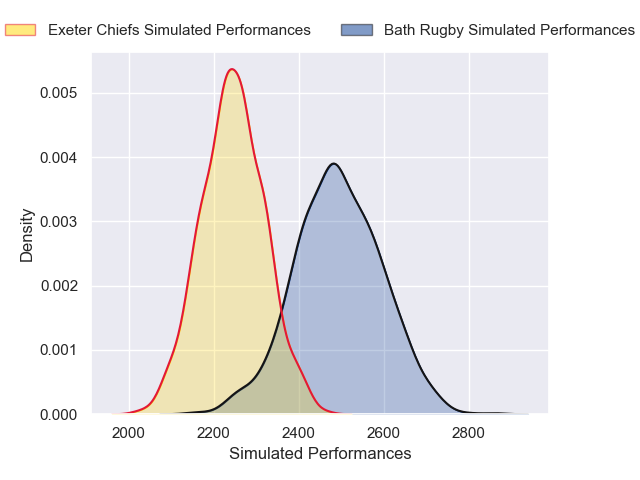 Exeter Chiefs Simulated Performances Bath Rugby Simulated Performances
0.005
0.004
0.003
0.002
0.001
0.000
Density
2000 2200 2400 2600 2800
Simulated Performances